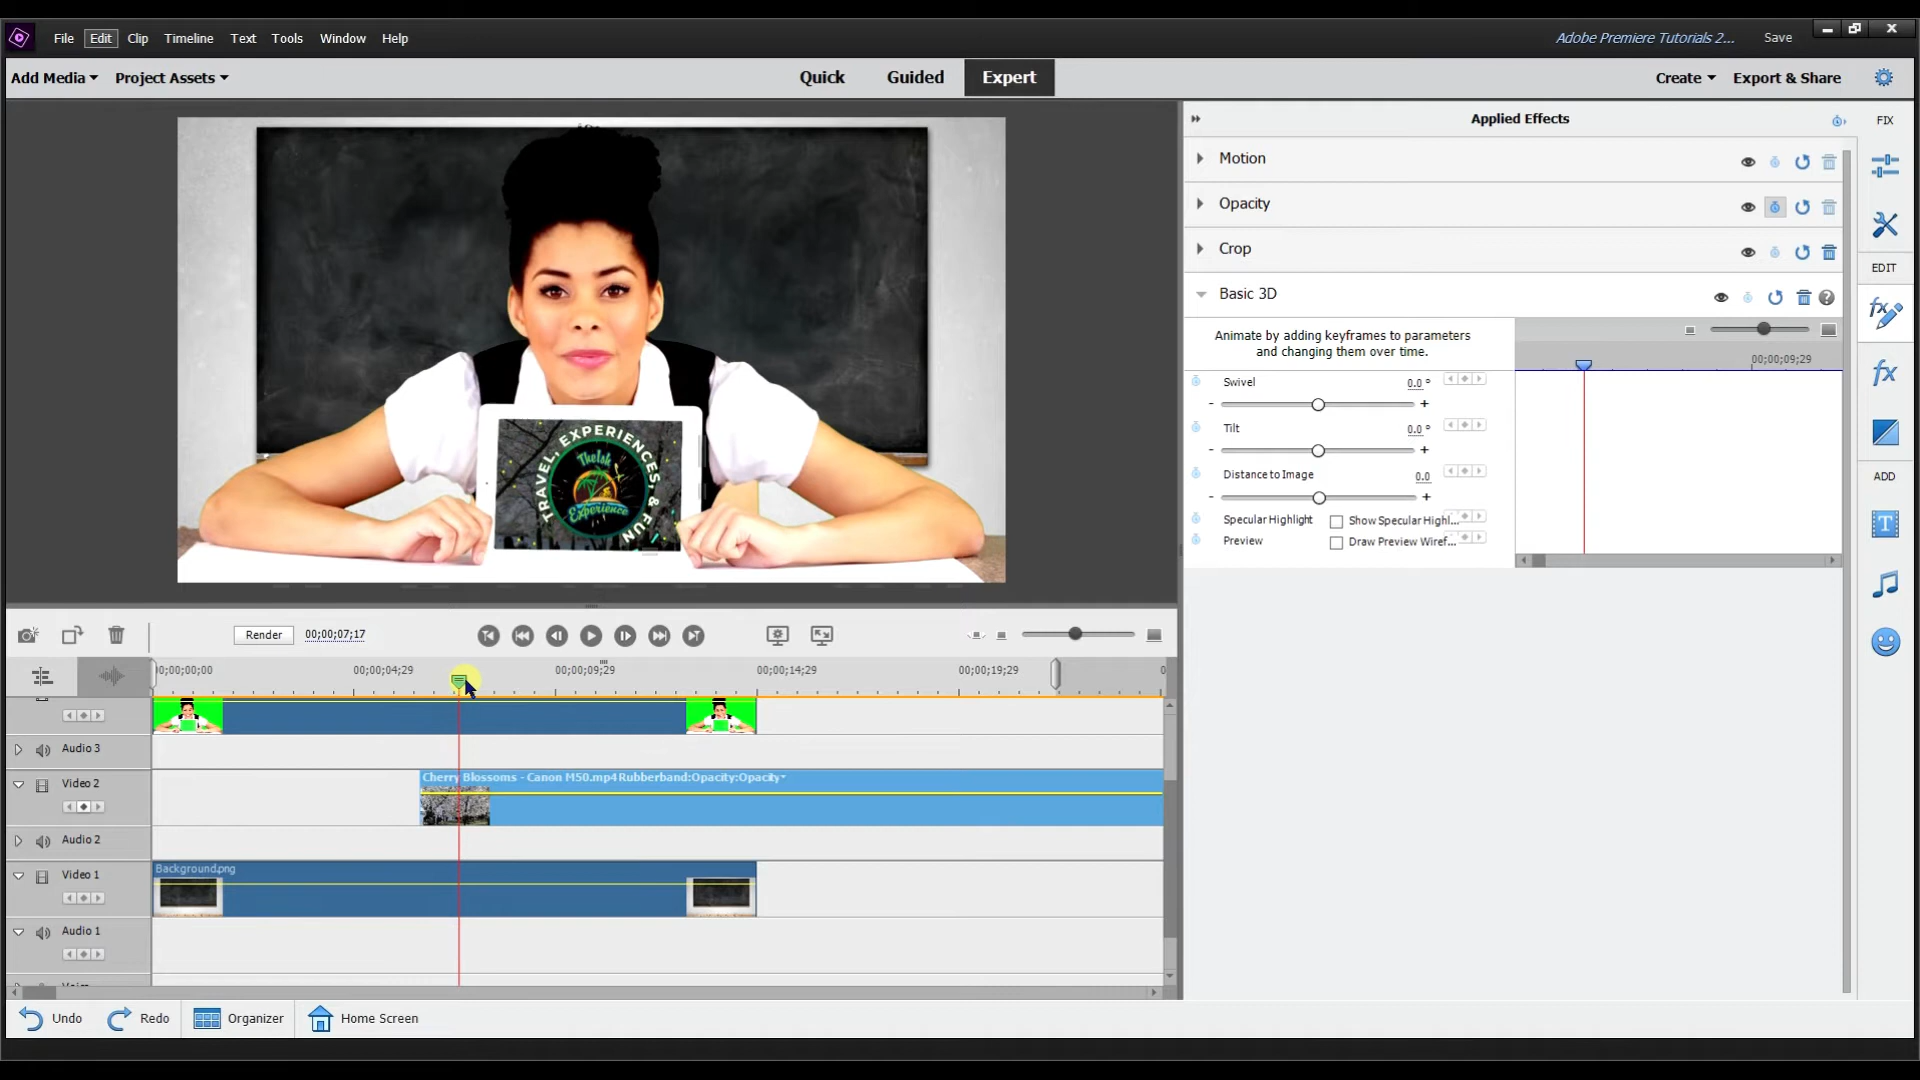 File Edit Clip Timeline Text Tools Window Help
Adobe Premiere Tutorials 2... Save
Add Media Project Assets
Quick Guided Expert
Create Export & Share
Applied Effects
FIX
Motion
Opacity
Crop
EDIT
Basic 3D
Animate by adding keyframes to parameters
and changing them over time.
00;00;09;29
Swivel 0.0 °
- +
Tilt 0.0 °
- +
Distance to Image 0.0
- +
Specular Highlight Show Specular Highl...
Preview Draw Preview Wiref...
ADD
TRAVEL, EXPERIENCES, & FUN
TheIsh
Experience
Render 00;00;07;17
00;00;00;00 00;00;04;29 00;00;09;29 00;00;14;29 00;00;19;29 0
Audio 3
Video 2
Cherry Blossoms - Canon M50.mp4 Rubberband:Opacity:Opacity
Audio 2
Video 1
Background.png
Audio 1
Undo Redo Organizer Home Screen